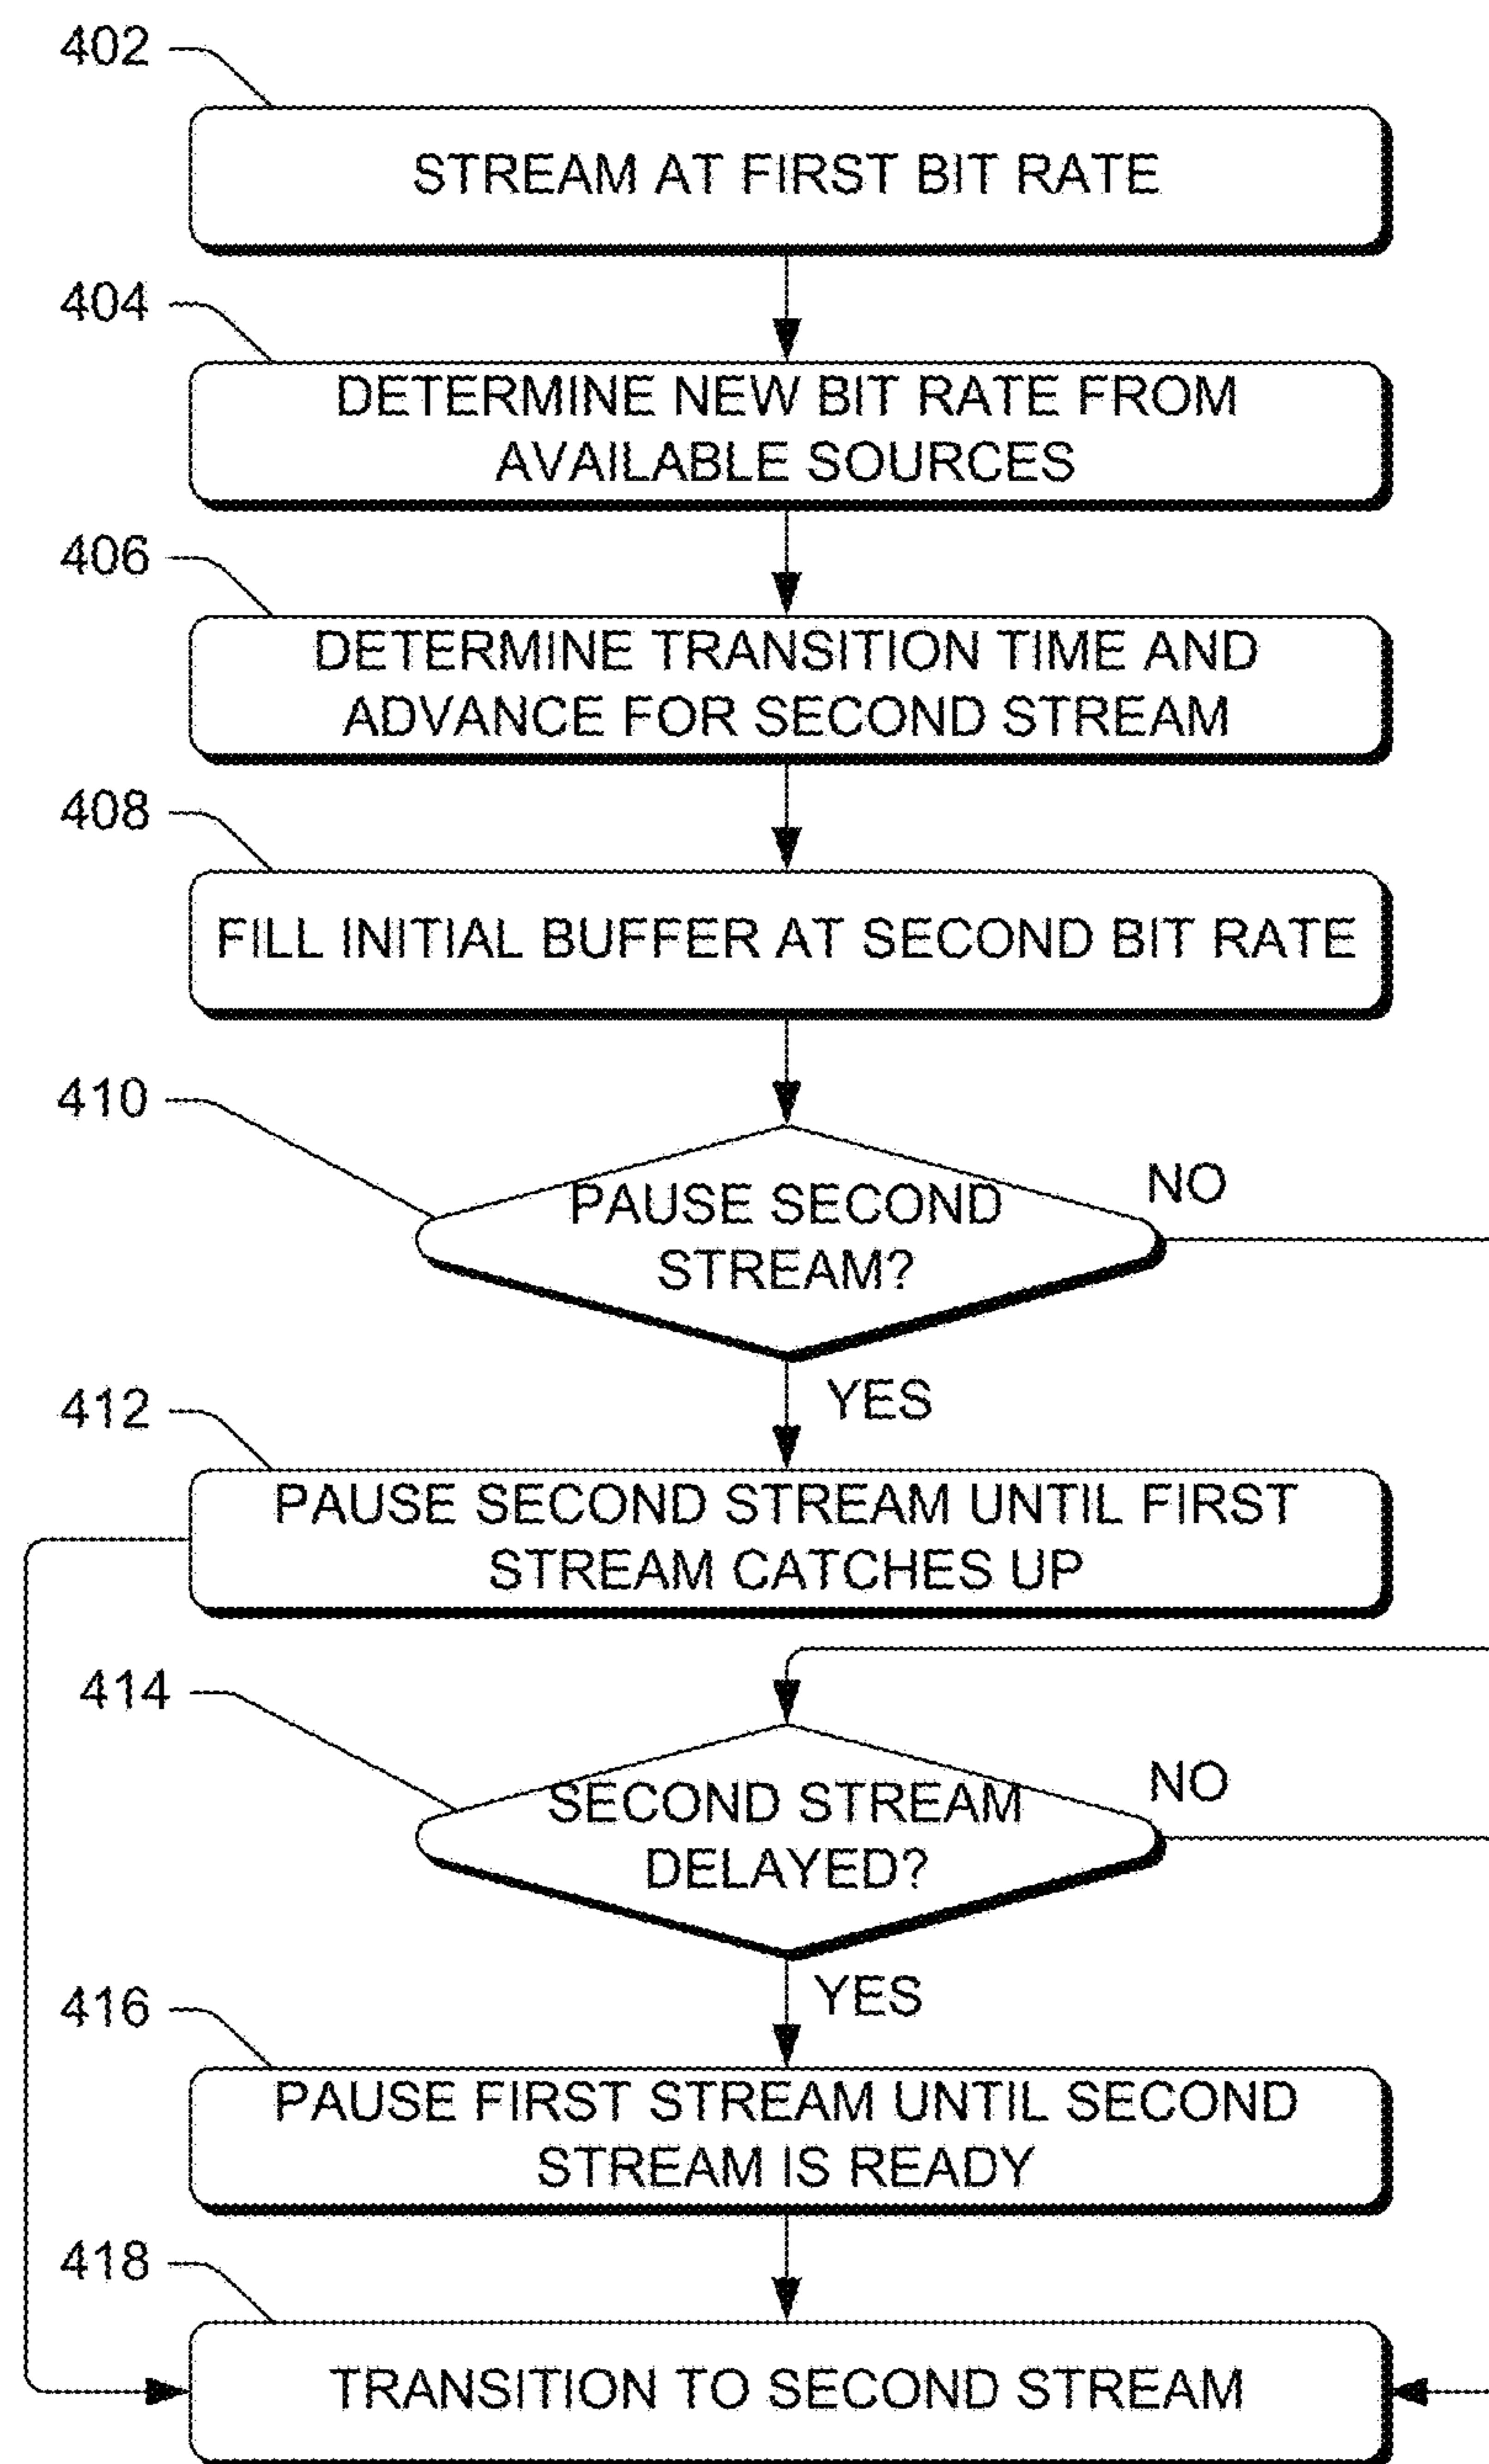 402
STREAM AT FIRST BIT RATE
404
DETERMINE NEW BIT RATE FROM
AVAILABLE SOURCES
406
DETERMINE TRANSITION TIME AND
ADVANCE FOR SECOND STREAM
408
FILL INITIAL BUFFER AT SECOND BIT RATE
410
PAUSE SECOND
STREAM?
NO
YES
412
PAUSE SECOND STREAM UNTIL FIRST
STREAM CATCHES UP
414
SECOND STREAM
DELAYED?
NO
YES
416
PAUSE FIRST STREAM UNTIL SECOND
STREAM IS READY
418
TRANSITION TO SECOND STREAM